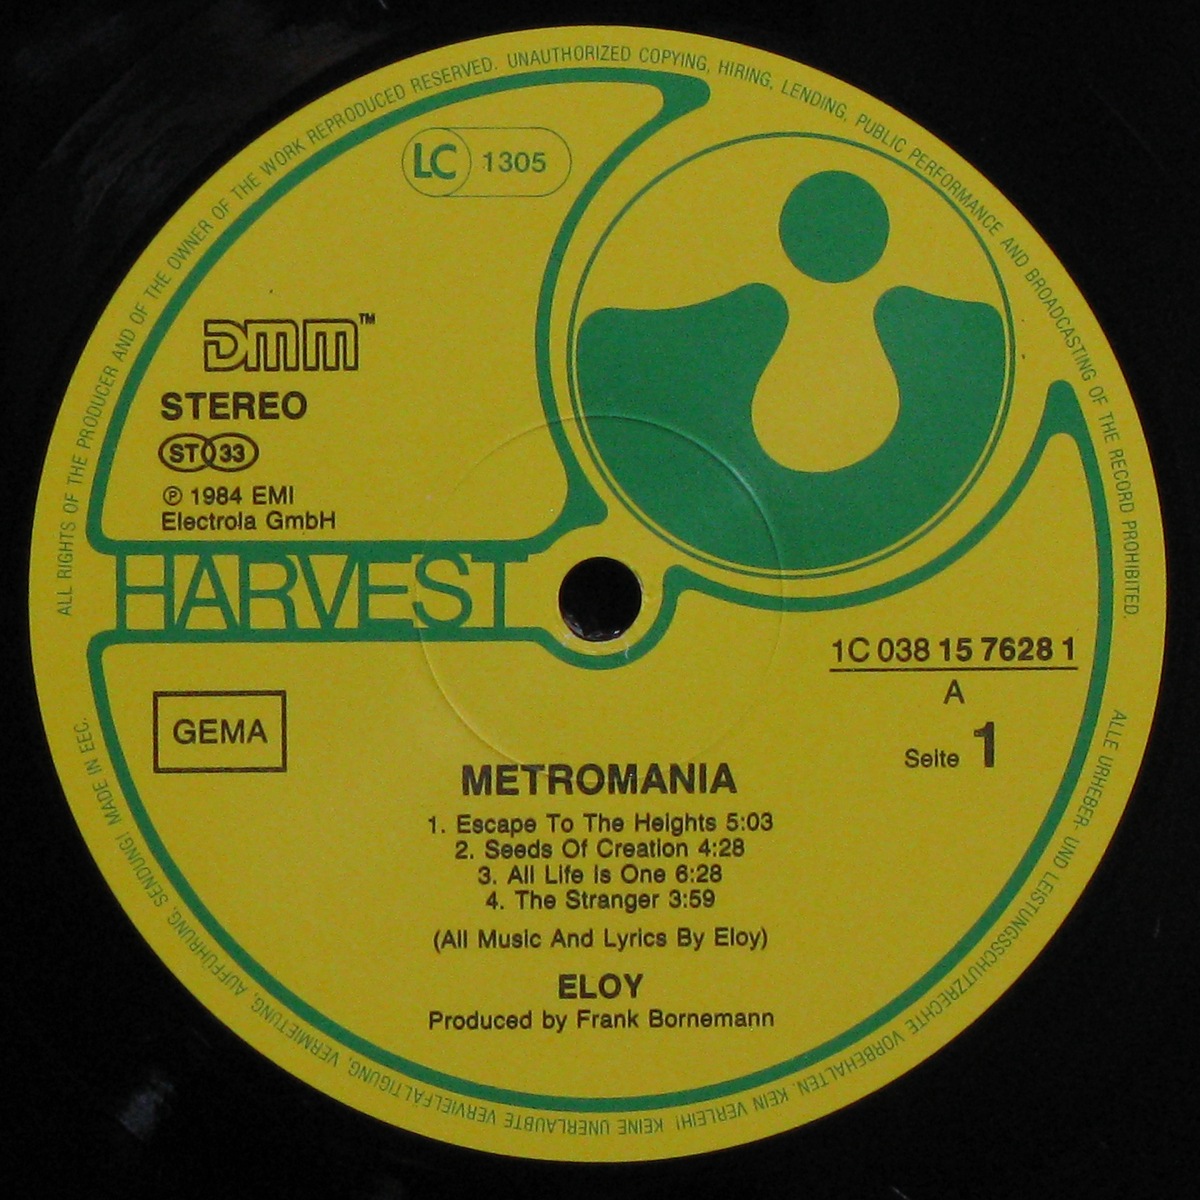 ALL RIGHTS OF THE PRODUCER AND OF THE OWNER OF THE WORK REPRODUCED RESERVED. UNAUTHORIZED COPYING, HIRING, LENDING, PUBLIC PERFORMANCE AND BROADCASTING OF THE RECORD PROHIBITED.
LC 1305
DMM™
STEREO
ST 33
℗ 1984 EMI
Electrola GmbH
HARVEST
1C 038 15 7628 1
A
Seite 1
GEMA
METROMANIA
1. Escape To The Heights 5:03
2. Seeds Of Creation 4:28
3. All Life Is One 6:28
4. The Stranger 3:59
(All Music And Lyrics By Eloy)
ELOY
Produced by Frank Bornemann
ALLE URHEBER- UND LEISTUNGSSCHUTZRECHTE VORBEHALTEN. KEIN VERLEIH! KEINE UNERLAUBTE VERVIELFÄLTIGUNG, VERMIETUNG, AUFFÜHRUNG, SENDUNG! MADE IN EEC.